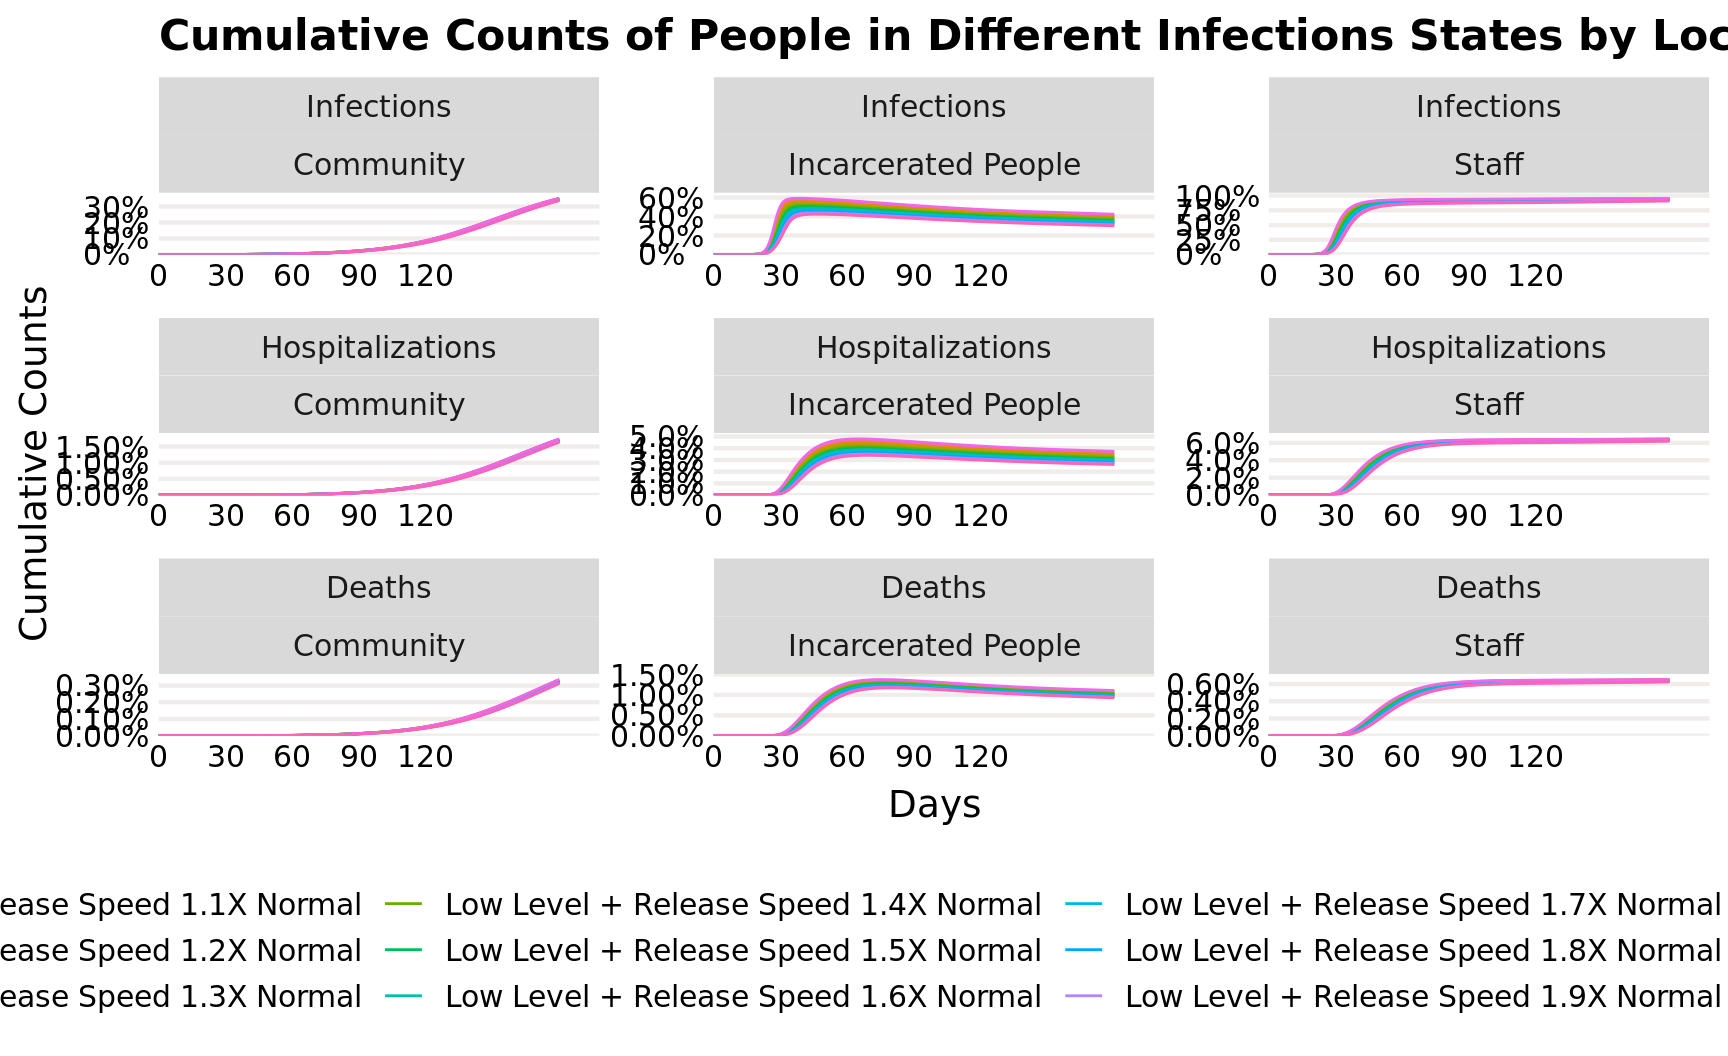 Cumulative Counts of People in Different Infections States by Loc
Infections Infections Infections
Community Incarcerated People Staff
30% 60% 100%
20% 40% 75%
10% 20% 50%
0% 0% 25%
0%
0 30 60 90 120 0 30 60 90 120 0 30 60 90 120
Hospitalizations Hospitalizations Hospitalizations
Community Incarcerated People Staff
1.50% 5.0% 6.0%
1.00% 4.0% 4.0%
0.50% 3.0% 2.0%
0.00% 2.0% 0.0%
1.0%
0.0%
0 30 60 90 120 0 30 60 90 120 0 30 60 90 120
Deaths Deaths Deaths
Community Incarcerated People Staff
0.30% 1.50% 0.60%
0.20% 1.00% 0.40%
0.10% 0.50% 0.20%
0.00% 0.00% 0.00%
0 30 60 90 120 0 30 60 90 120 0 30 60 90 120
Cumulative Counts
Days
ease Speed 1.1X Normal Low Level + Release Speed 1.4X Normal Low Level + Release Speed 1.7X Normal
ease Speed 1.2X Normal Low Level + Release Speed 1.5X Normal Low Level + Release Speed 1.8X Normal
ease Speed 1.3X Normal Low Level + Release Speed 1.6X Normal Low Level + Release Speed 1.9X Normal